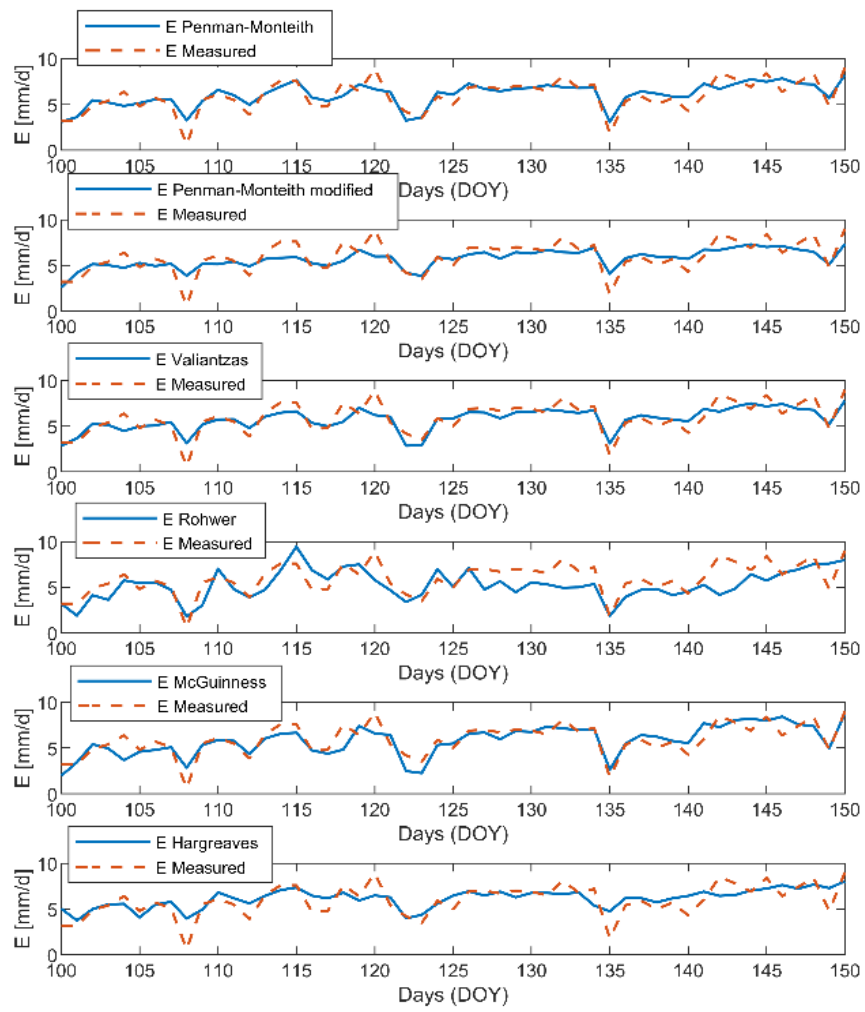 E Penman-Monteith
E Measured
10
5
0
E [mm/d]
100 105 110 115 120 125 130 135 140 145 150
Days (DOY)
E Penman-Monteith modified
E Measured
10
5
0
E [mm/d]
100 105 110 115 120 125 130 135 140 145 150
Days (DOY)
E Valiantzas
E Measured
10
5
0
E [mm/d]
100 105 110 115 120 125 130 135 140 145 150
Days (DOY)
E Rohwer
E Measured
10
5
0
E [mm/d]
100 105 110 115 120 125 130 135 140 145 150
Days (DOY)
E McGuinness
E Measured
10
5
0
E [mm/d]
100 105 110 115 120 125 130 135 140 145 150
Days (DOY)
E Hargreaves
E Measured
10
5
0
E [mm/d]
100 105 110 115 120 125 130 135 140 145 150
Days (DOY)